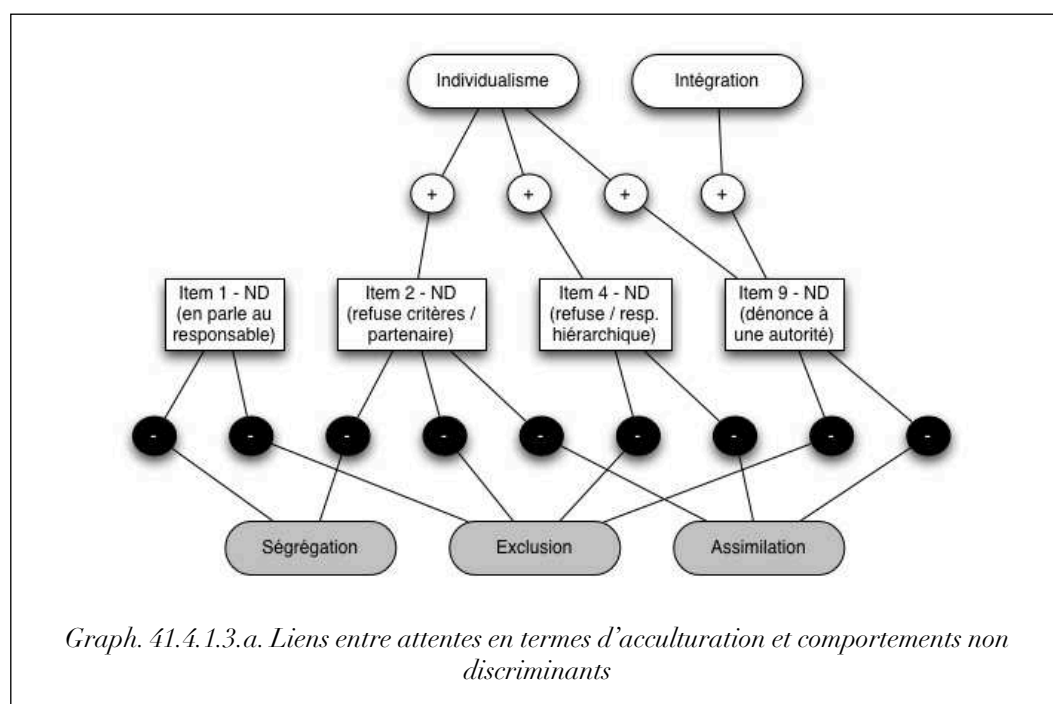 Individualisme
Intégration
+
+
+
+
Item 1 - ND
(en parle au
responsable)
Item 2 - ND
(refuse critères /
partenaire)
Item 4 - ND
(refuse / resp.
hiérarchique)
Item 9 - ND
(dénonce à
une autorité)
-
-
-
-
-
-
-
-
-
Ségrégation
Exclusion
Assimilation
Graph. 41.4.1.3.a. Liens entre attentes en termes d'acculturation et comportements non
discriminants